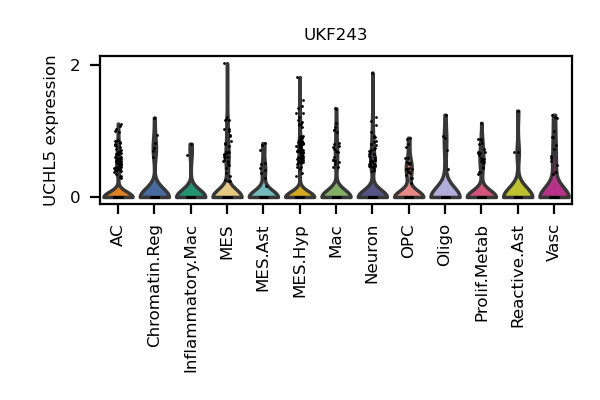 UKF243
UCHL5 expression
2
0
AC
Chromatin.Reg
Inflammatory.Mac
MES
MES.Ast
MES.Hyp
Mac
Neuron
OPC
Oligo
Prolif.Metab
Reactive.Ast
Vasc